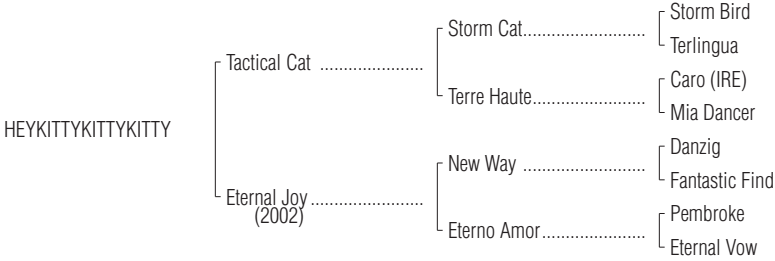 Storm Bird
Storm Cat..........................
Terlingua
Tactical Cat ......................
Caro (IRE)
Terre Haute........................
Mia Dancer
HEYKITTYKITTYKITTY
Danzig
New Way ..........................
Fantastic Find
Eternal Joy ........................
(2002)
Pembroke
Eterno Amor......................
Eternal Vow